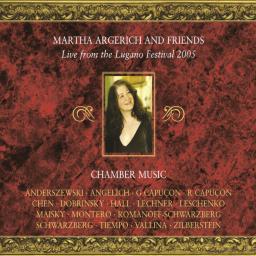 MARTHA ARGERICH AND FRIENDS
Live from the Lugano Festival 2005
CHAMBER MUSIC
ANDERSZEWSKI · ANGELICH · G CAPUÇON · R CAPUÇON
CHEN · DOBRINSKY · HALL · LECHNER · LESCHENKO
MAISKY · MONTERO · ROMANOFF-SCHWARZBERG
SCHWARZBERG · TIEMPO · VALLINA · ZILBERSTEIN